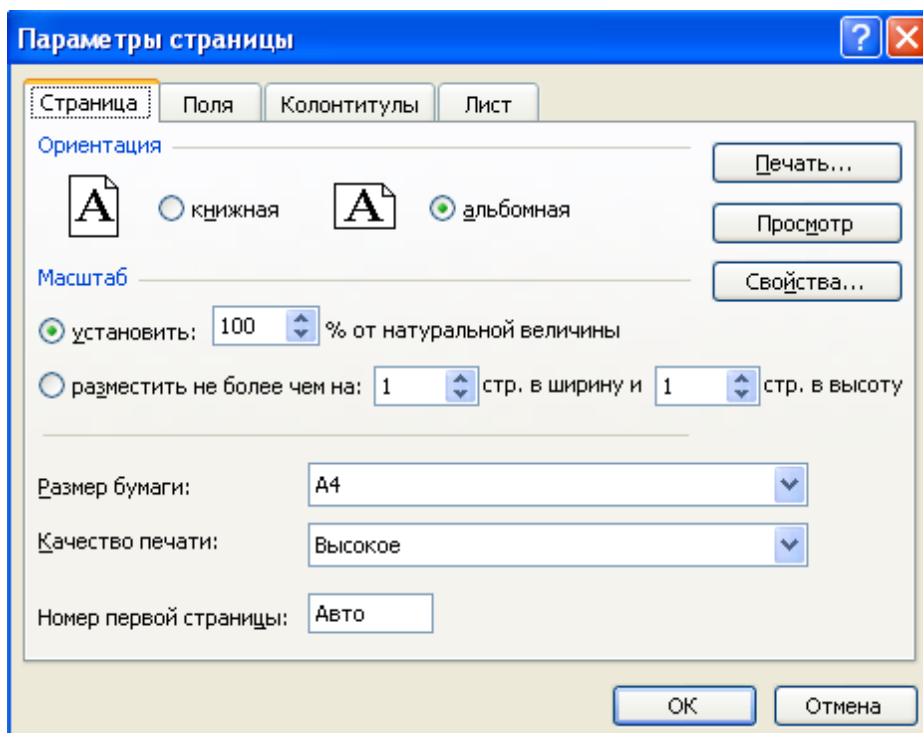 Параметры страницы
Страница Поля Колонтитулы Лист
Ориентация
Печать...
A книжная A альбомная
Просмотр
Масштаб
Свойства...
установить: 100 % от натуральной величины
разместить не более чем на: 1 стр. в ширину и 1 стр. в высоту
Размер бумаги: A4
Качество печати: Высокое
Номер первой страницы: Авто
ОК Отмена